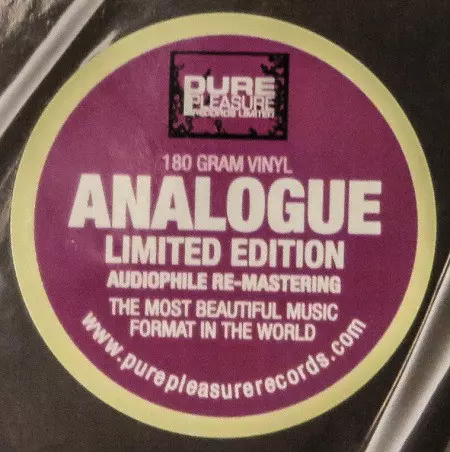 PURE
PLEASURE
RECORDS LIMITED
180 GRAM VINYL
ANALOGUE
LIMITED EDITION
AUDIOPHILE RE-MASTERING
THE MOST BEAUTIFUL MUSIC
FORMAT IN THE WORLD
www.purepleasurerecords.com